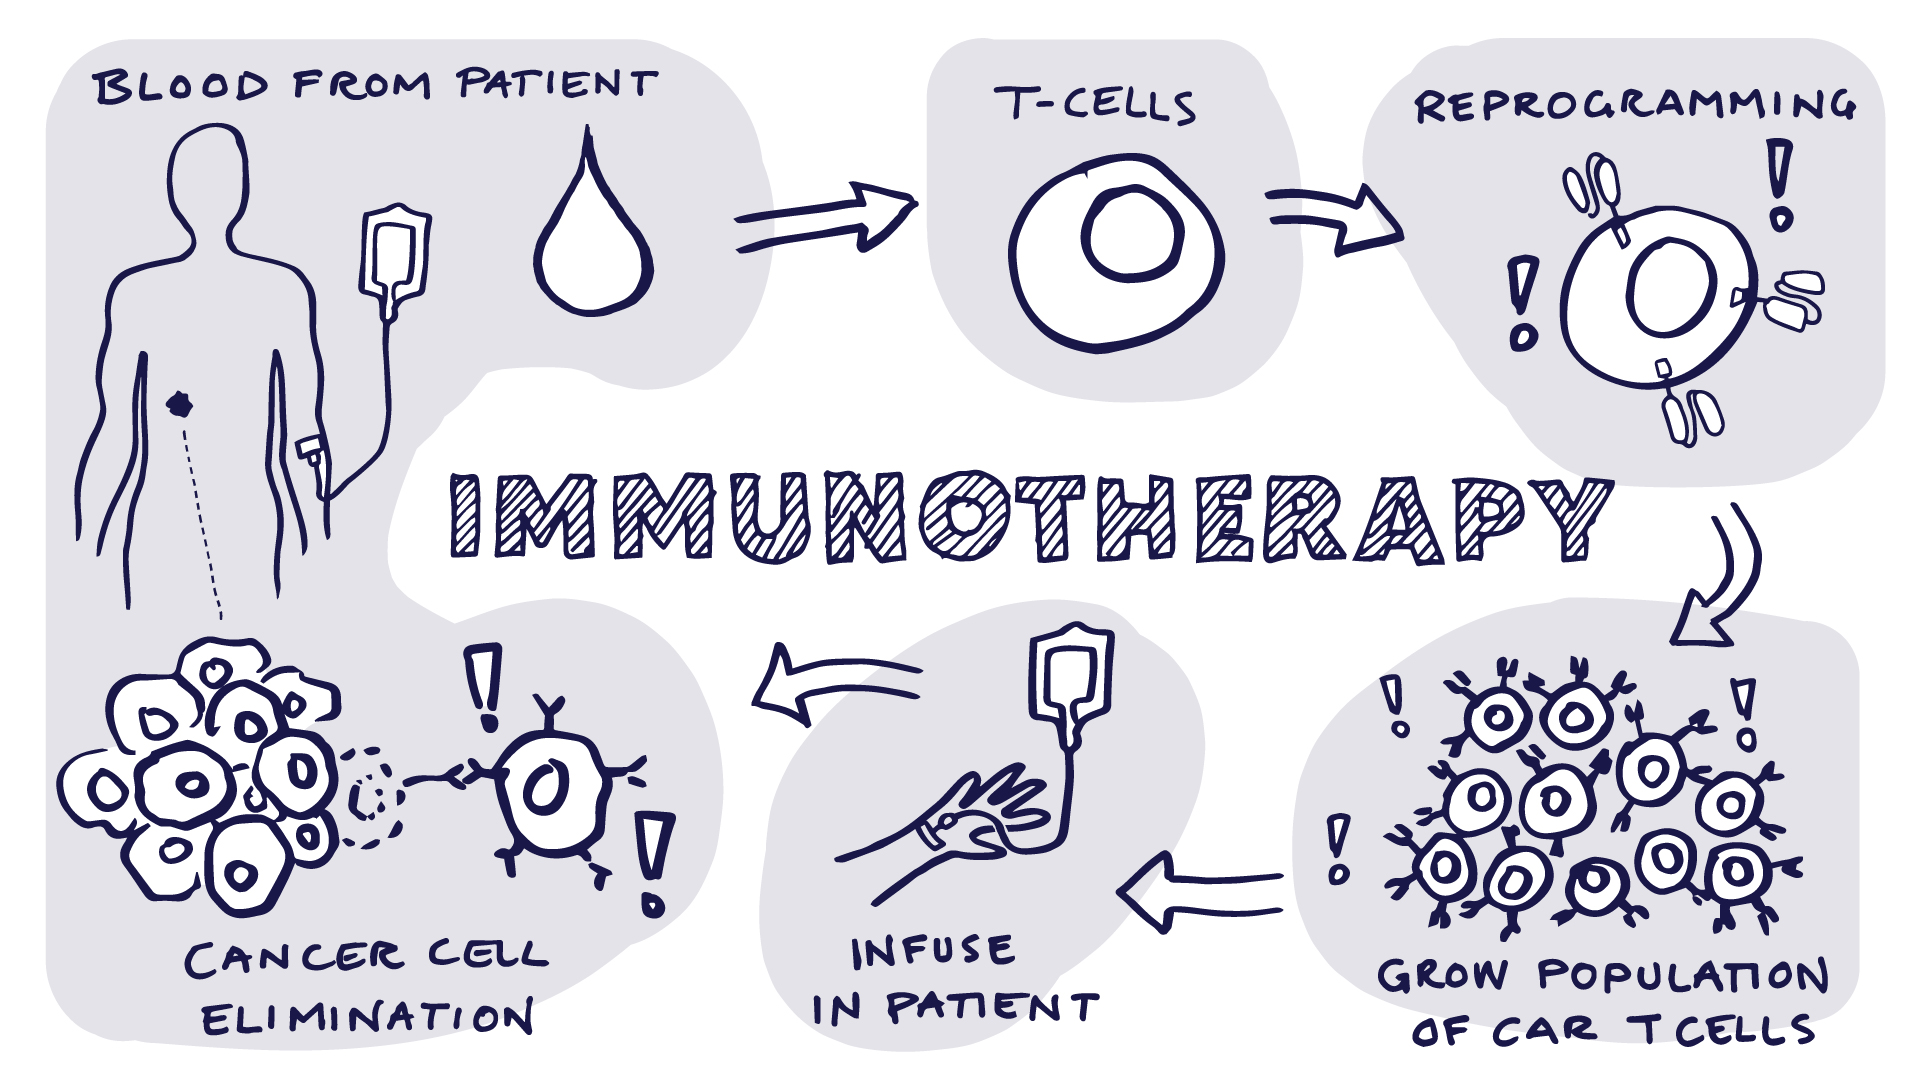 BLOOD FROM PATIENT
T-CELLS
REPROGRAMMING
!
!
IMMUNOTHERAPY
!
!
!
GROW POPULATION
OF CAR T CELLS
INFUSE
IN PATIENT
!
!
CANCER CELL
ELIMINATION